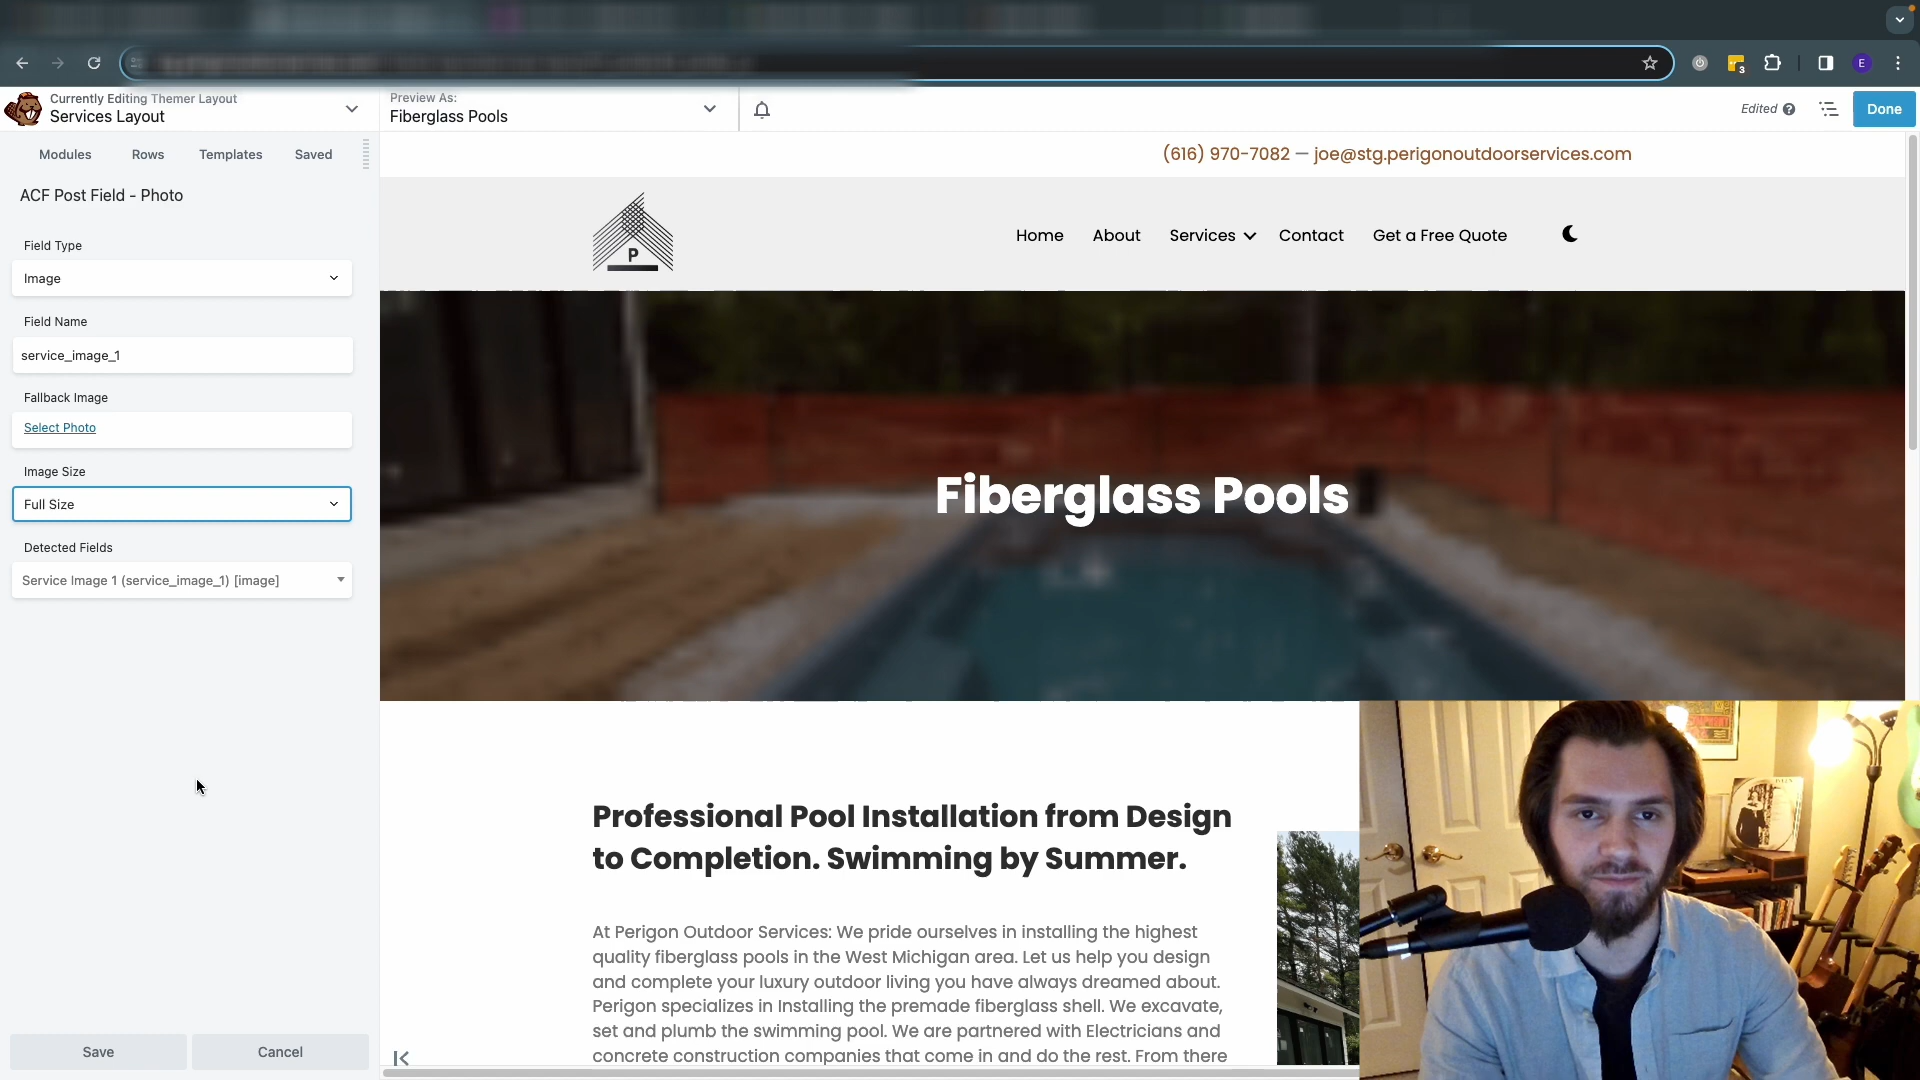 E
3
Currently Editing Themer Layout
Services Layout
Preview As:
Fiberglass Pools
Edited
Done
Modules
Rows
Templates
Saved
ACF Post Field - Photo
Field Type
Image
Field Name
service_image_1
Fallback Image
Select Photo
Image Size
Full Size
Detected Fields
Service Image 1 (service_image_1) [image]
Save
Cancel
(616) 970-7082 — joe@stg.perigonoutdoorservices.com
P
Home
About
Services
Contact
Get a Free Quote
Fiberglass Pools
Professional Pool Installation from Design
to Completion. Swimming by Summer.
At Perigon Outdoor Services: We pride ourselves in installing the highest
quality fiberglass pools in the West Michigan area. Let us help you design
and complete your luxury outdoor living you have always dreamed about.
Perigon specializes in Installing the premade fiberglass shell. We excavate,
set and plumb the swimming pool. We are partnered with Electricians and
concrete construction companies that come in and do the rest. From there